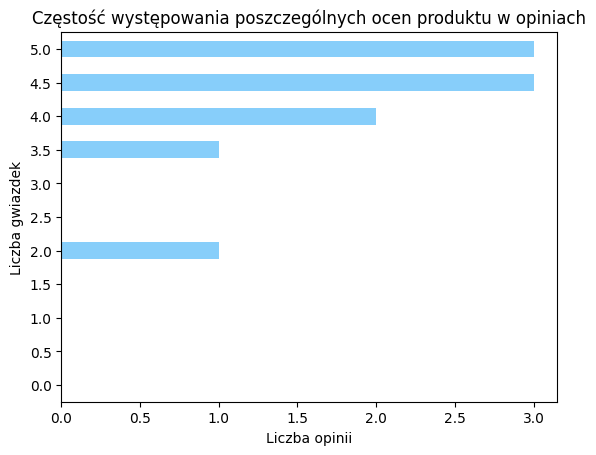 Częstość występowania poszczególnych ocen produktu w opiniach
5.0
4.5
4.0
3.5
3.0
2.5
2.0
1.5
1.0
0.5
0.0
Liczba gwiazdek
0.0 0.5 1.0 1.5 2.0 2.5 3.0
Liczba opinii